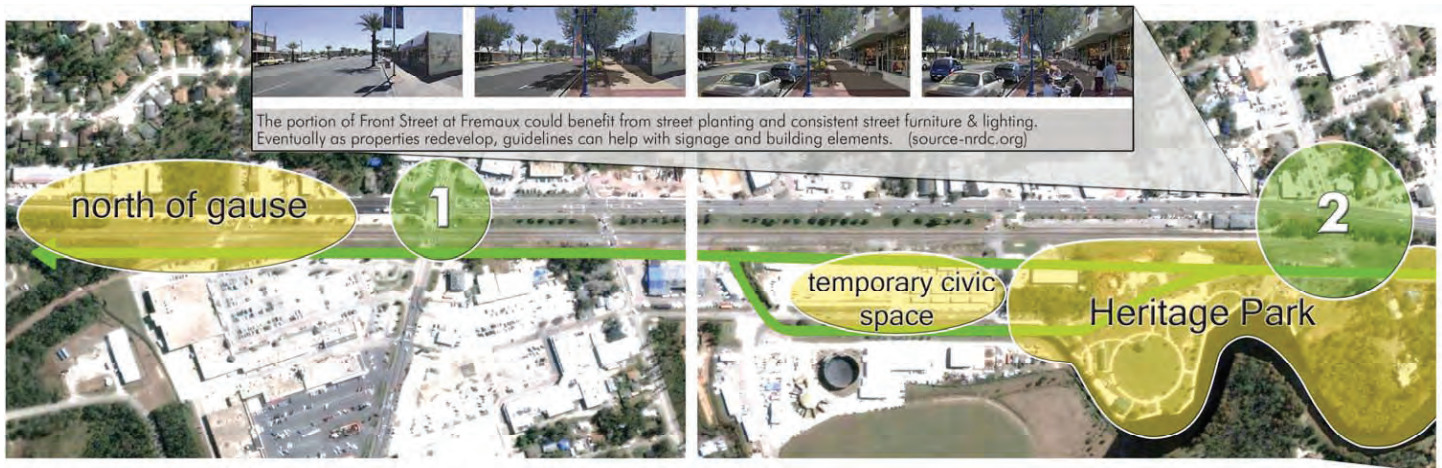 The portion of Front Street at Fremaux could benefit from street planting and consistent street furniture & lighting.
Eventually as properties redevelop, guidelines can help with signage and building elements. (source-nrdc.org)
north of gause
1
2
temporary civic
space
Heritage Park